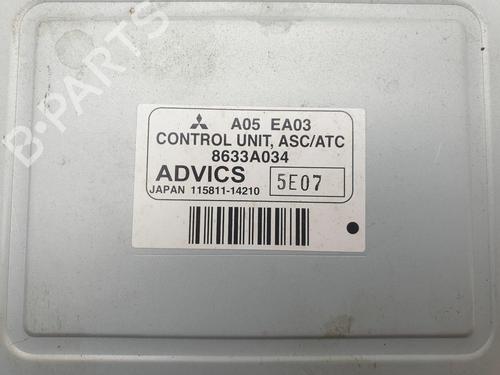 B-PARTS
A05 EA03
CONTROL UNIT, ASC/ATC
8633A034
ADVICS 5E07
JAPAN 115811-14210